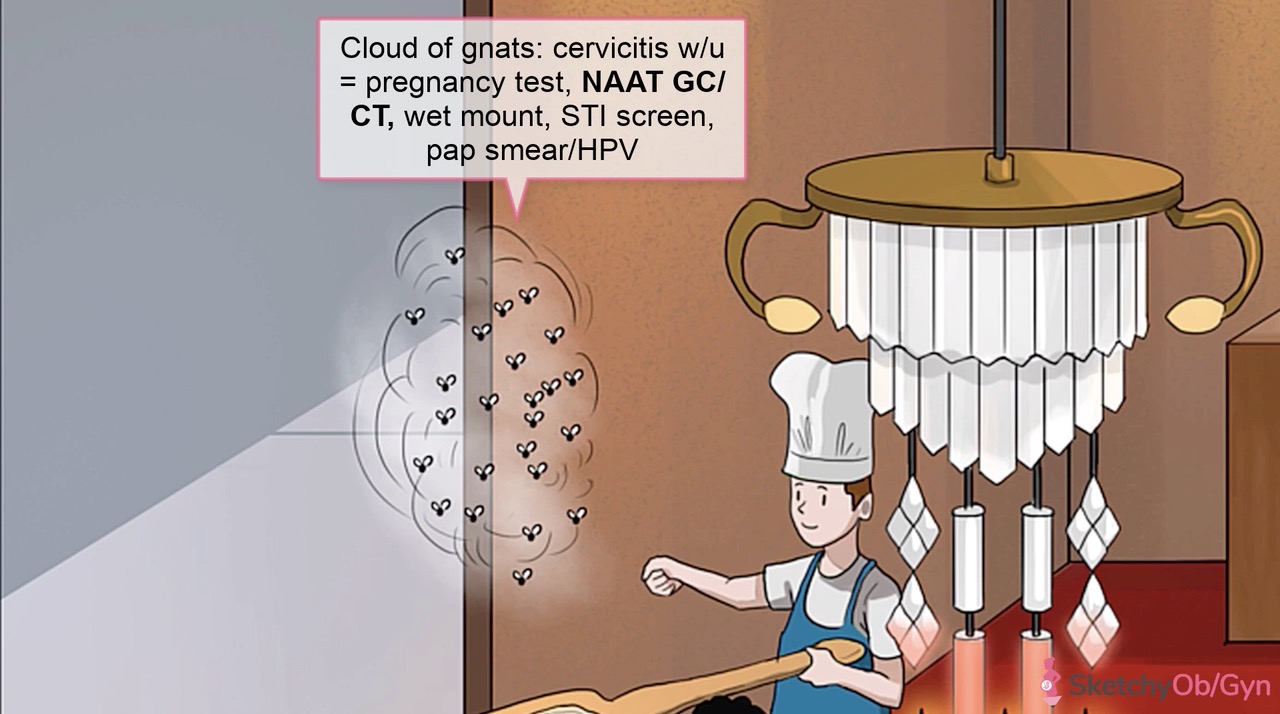 Cloud of gnats: cervicitis w/u
= pregnancy test, NAAT GC/
CT, wet mount, STI screen,
pap smear/HPV
SketchyOb/Gyn